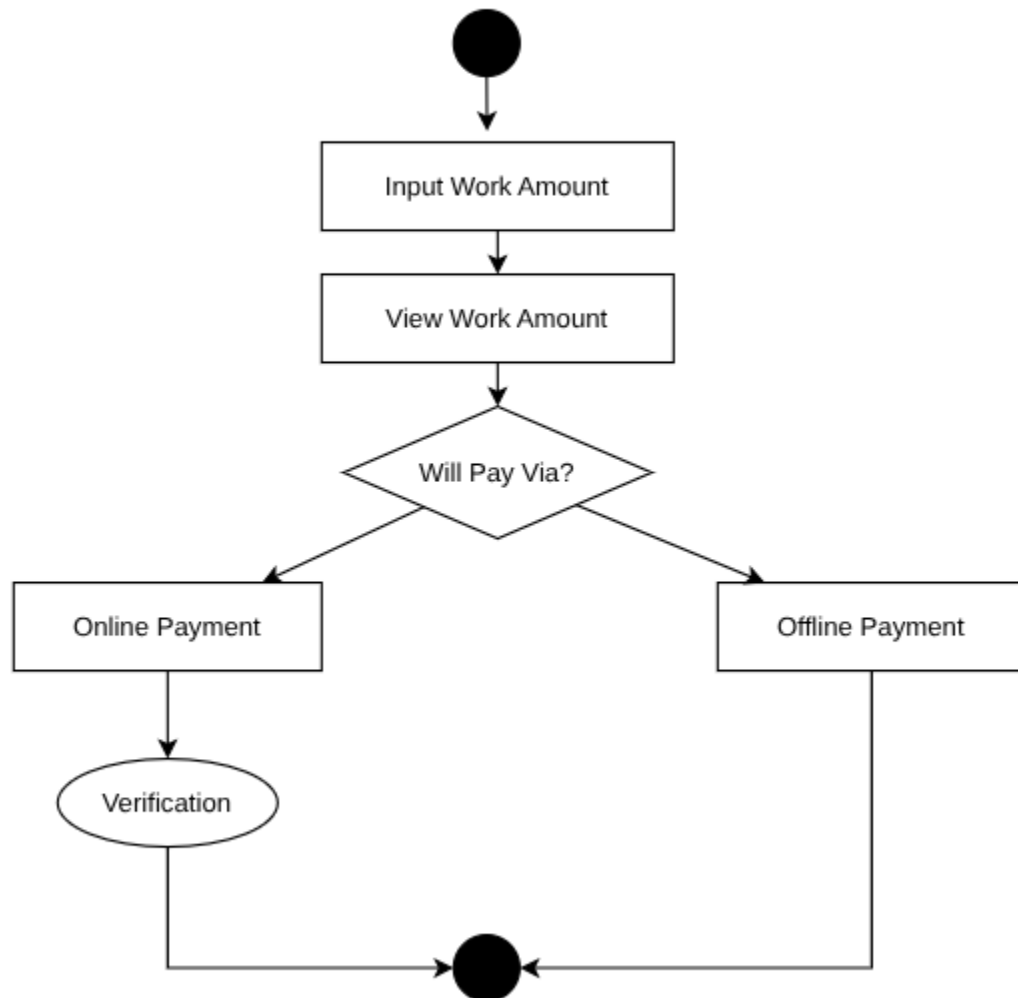 Input Work Amount
View Work Amount
Will Pay Via?
Online Payment
Offline Payment
Verification